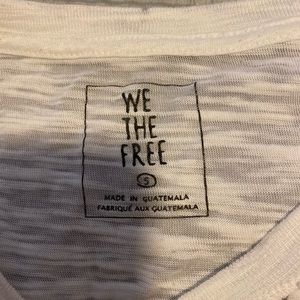 WE
THE
FREE
S
MADE IN GUATEMALA
FABRIQUÉ AUX GUATEMALA